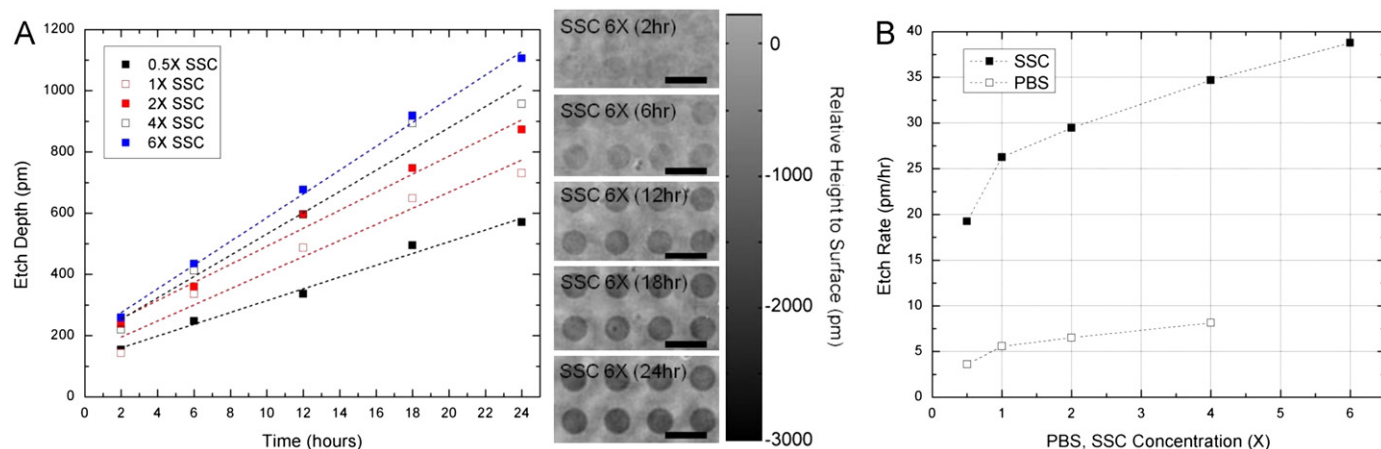 A
1200
1000
800
600
400
200
0
Etch Depth (pm)
0.5X SSC
1X SSC
2X SSC
4X SSC
6X SSC
0 2 4 6 8 10 12 14 16 18 20 22 24
Time (hours)
SSC 6X (2hr)
SSC 6X (6hr)
SSC 6X (12hr)
SSC 6X (18hr)
SSC 6X (24hr)
0
-1000
-2000
-3000
Relative Height to Surface (pm)
B
40
35
30
25
20
15
10
5
0
Etch Rate (pm/hr)
SSC
PBS
0 1 2 3 4 5 6
PBS, SSC Concentration (X)